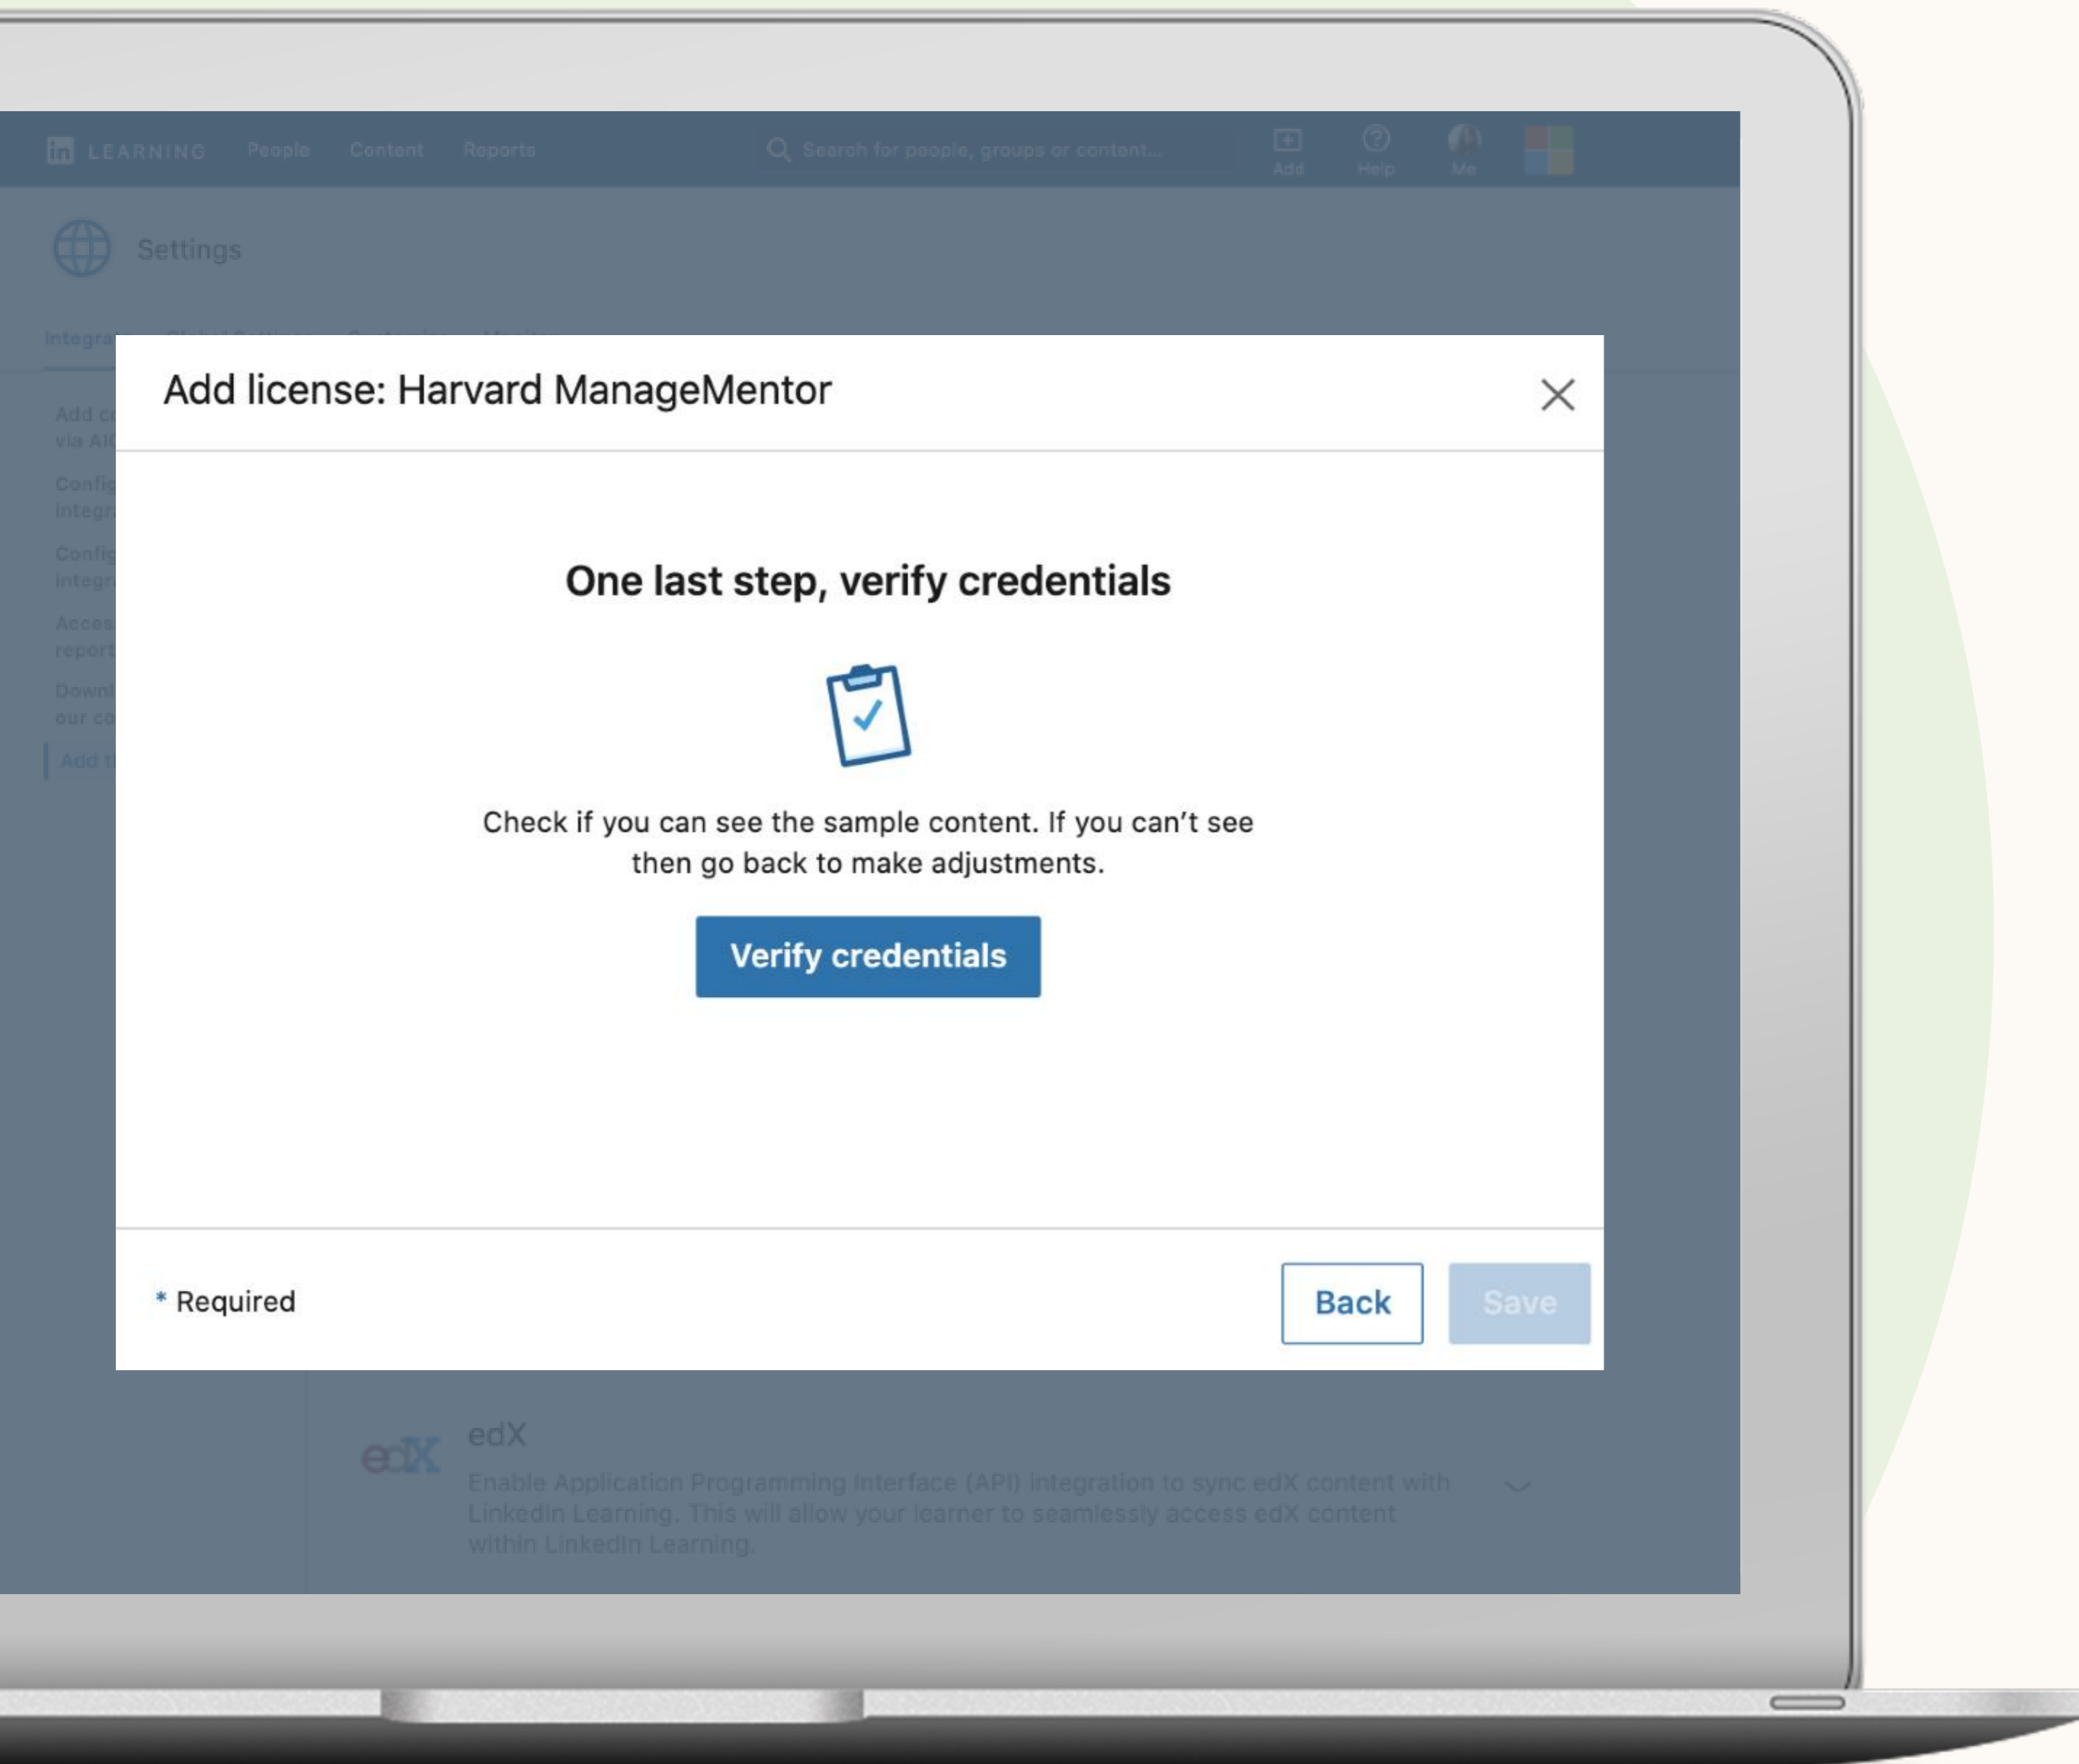 in LEARNING People Content Reports Search for people, groups or content... Add Help Me
Settings
Add license: Harvard ManageMentor
One last step, verify credentials
Check if you can see the sample content. If you can't see
then go back to make adjustments.
Verify credentials
* Required
Back Save
edX
edX
Enable Application Programming Interface (API) integration to sync edX content with
LinkedIn Learning. This will allow your learner to seamlessly access edX content
within LinkedIn Learning.